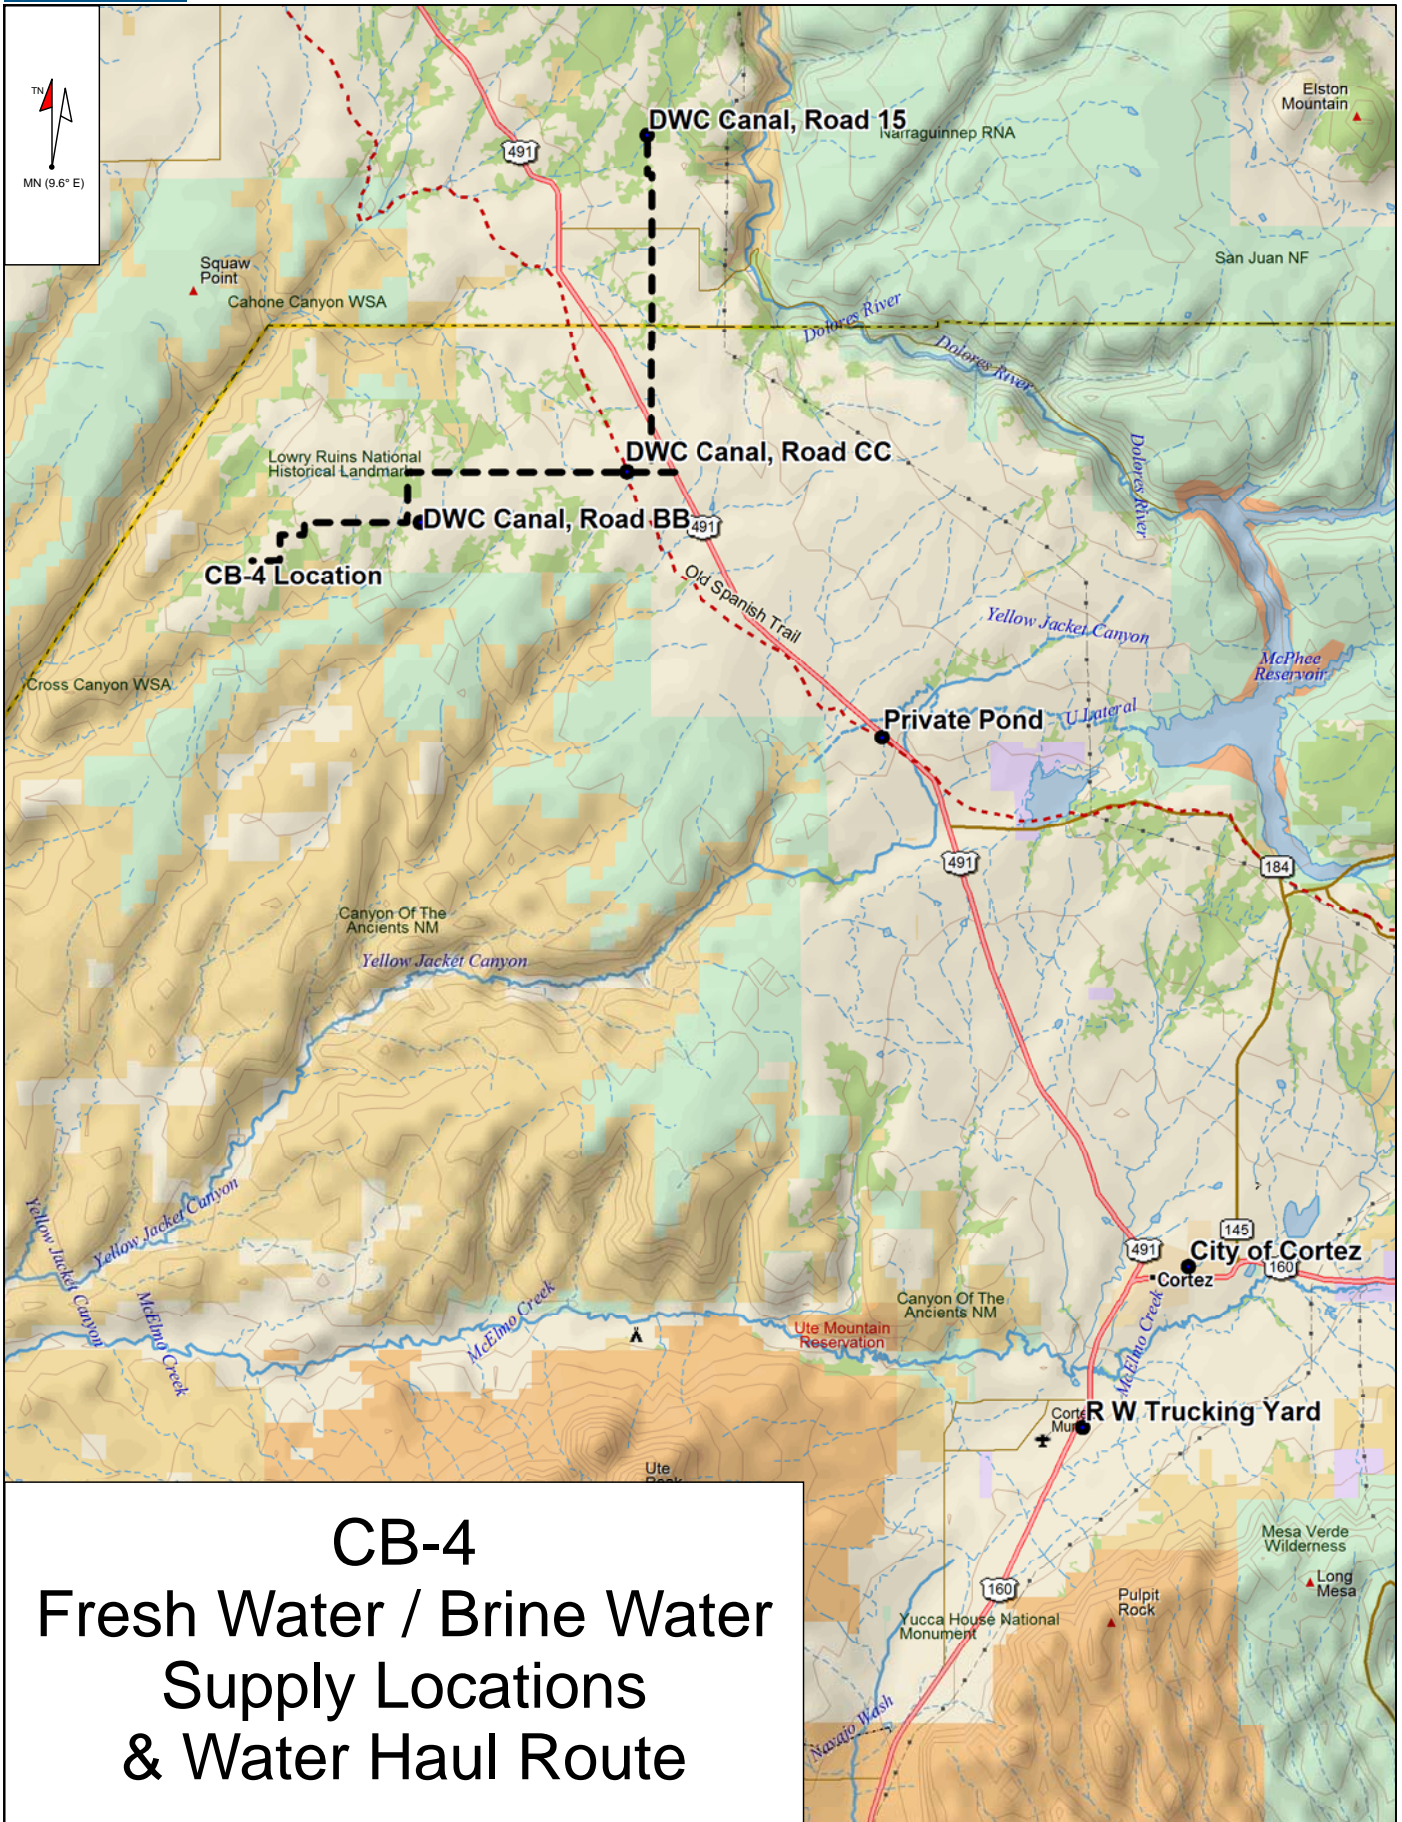 TN
MN (9.6° E)
491
DWC Canal, Road 15
Narraguinnep RNA
Elston
Mountain
San Juan NF
Squaw
Point
Cahone Canyon WSA
Dolores River
Dolores River
Dolores River
Lowry Ruins National
Historical Landmark
DWC Canal, Road CC
DWC Canal, Road BB
491
CB-4 Location
Old Spanish Trail
Yellow Jacket Canyon
McPhee
Reservoir
Cross Canyon WSA
Private Pond
U Lateral
491
184
Canyon Of The
Ancients NM
Yellow Jacket Canyon
Yellow Jacket Canyon
Yellow Jacket Canyon
McElmo Creek
McElmo Creek
145
491
City of Cortez
160
Cortez
Canyon Of The
Ancients NM
Ute Mountain
Reservation
McElmo Creek
R W Trucking Yard
Ute
Mesa Verde
Wilderness
Long
Mesa
160
Pulpit
Rock
Yucca House National
Monument
Navajo Wash
CB-4
Fresh Water / Brine Water
Supply Locations
& Water Haul Route